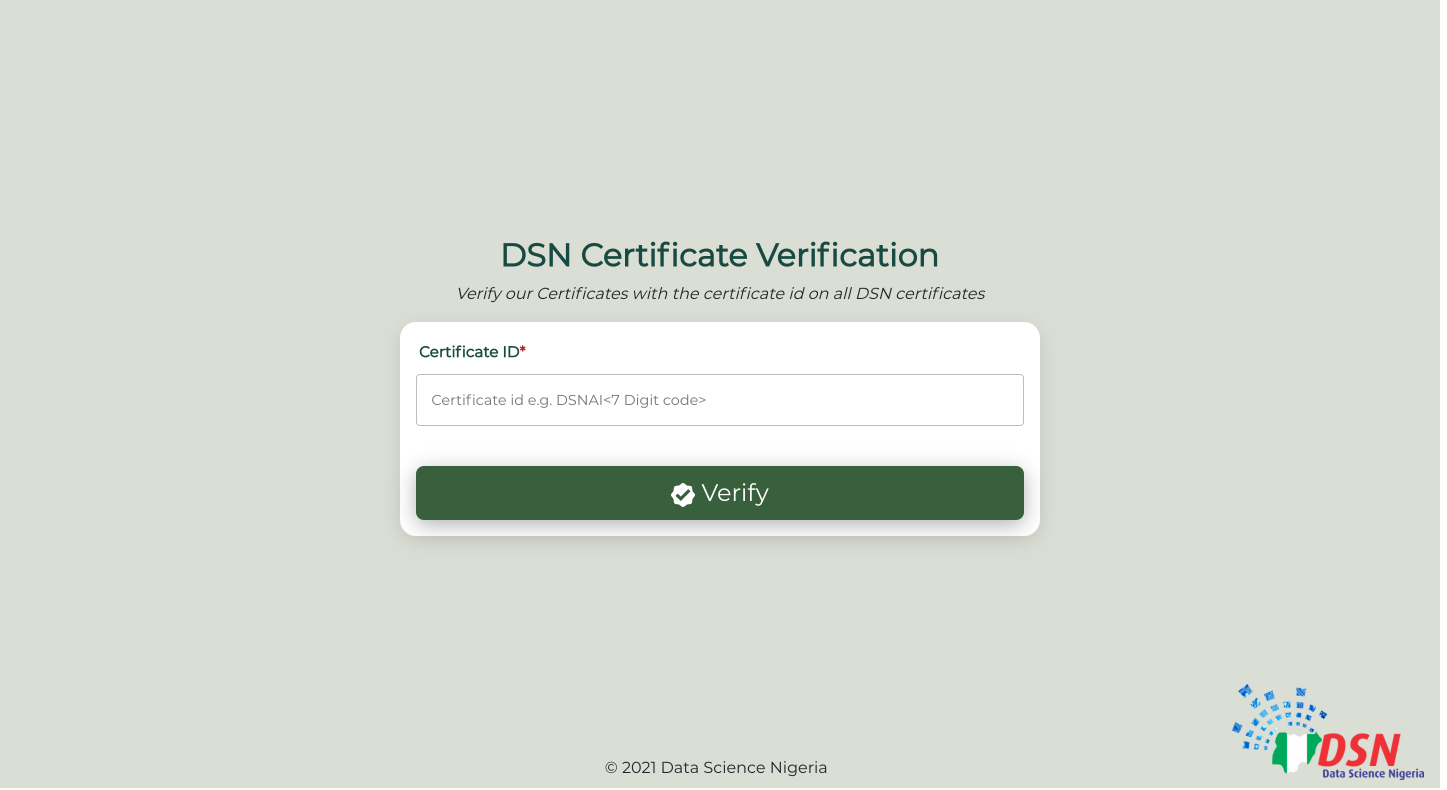 DSN Certificate Verification
Verify our Certificates with the certificate id on all DSN certificates
Certificate ID*
Certificate id e.g. DSNAI<7 Digit code>
Verify
© 2021 Data Science Nigeria
DSN
Data Science Nigeria